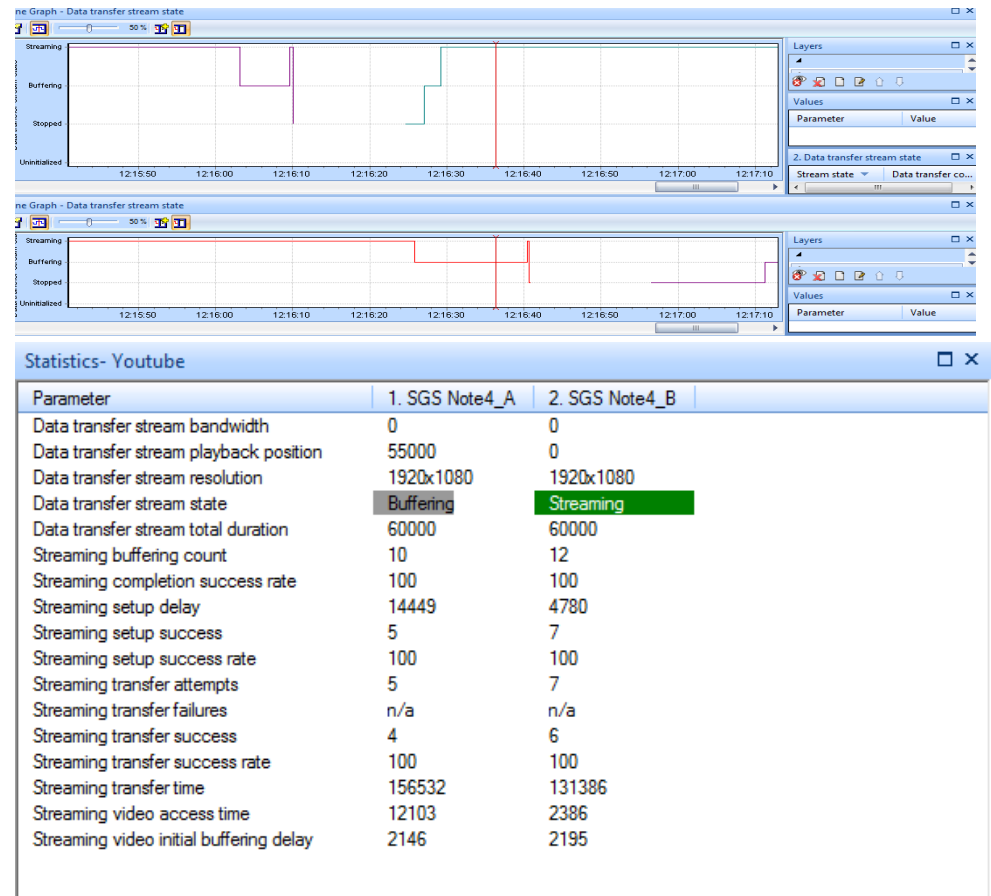 ne Graph - Data transfer stream state
50 %
Streaming
Buffering
Stopped
Uninitialized
12:15:50 12:16:00 12:16:10 12:16:20 12:16:30 12:16:40 12:16:50 12:17:00 12:17:10
Layers
Values
Parameter Value
2. Data transfer stream state
Stream state Data transfer co...
ne Graph - Data transfer stream state
50 %
Streaming
Buffering
Stopped
Uninitialized
12:15:50 12:16:00 12:16:10 12:16:20 12:16:30 12:16:40 12:16:50 12:17:00 12:17:10
Layers
Values
Parameter Value
Statistics- Youtube
Parameter 1. SGS Note4_A 2. SGS Note4_B
Data transfer stream bandwidth 0 0
Data transfer stream playback position 55000 0
Data transfer stream resolution 1920x1080 1920x1080
Data transfer stream state Buffering Streaming
Data transfer stream total duration 60000 60000
Streaming buffering count 10 12
Streaming completion success rate 100 100
Streaming setup delay 14449 4780
Streaming setup success 5 7
Streaming setup success rate 100 100
Streaming transfer attempts 5 7
Streaming transfer failures n/a n/a
Streaming transfer success 4 6
Streaming transfer success rate 100 100
Streaming transfer time 156532 131386
Streaming video access time 12103 2386
Streaming video initial buffering delay 2146 2195